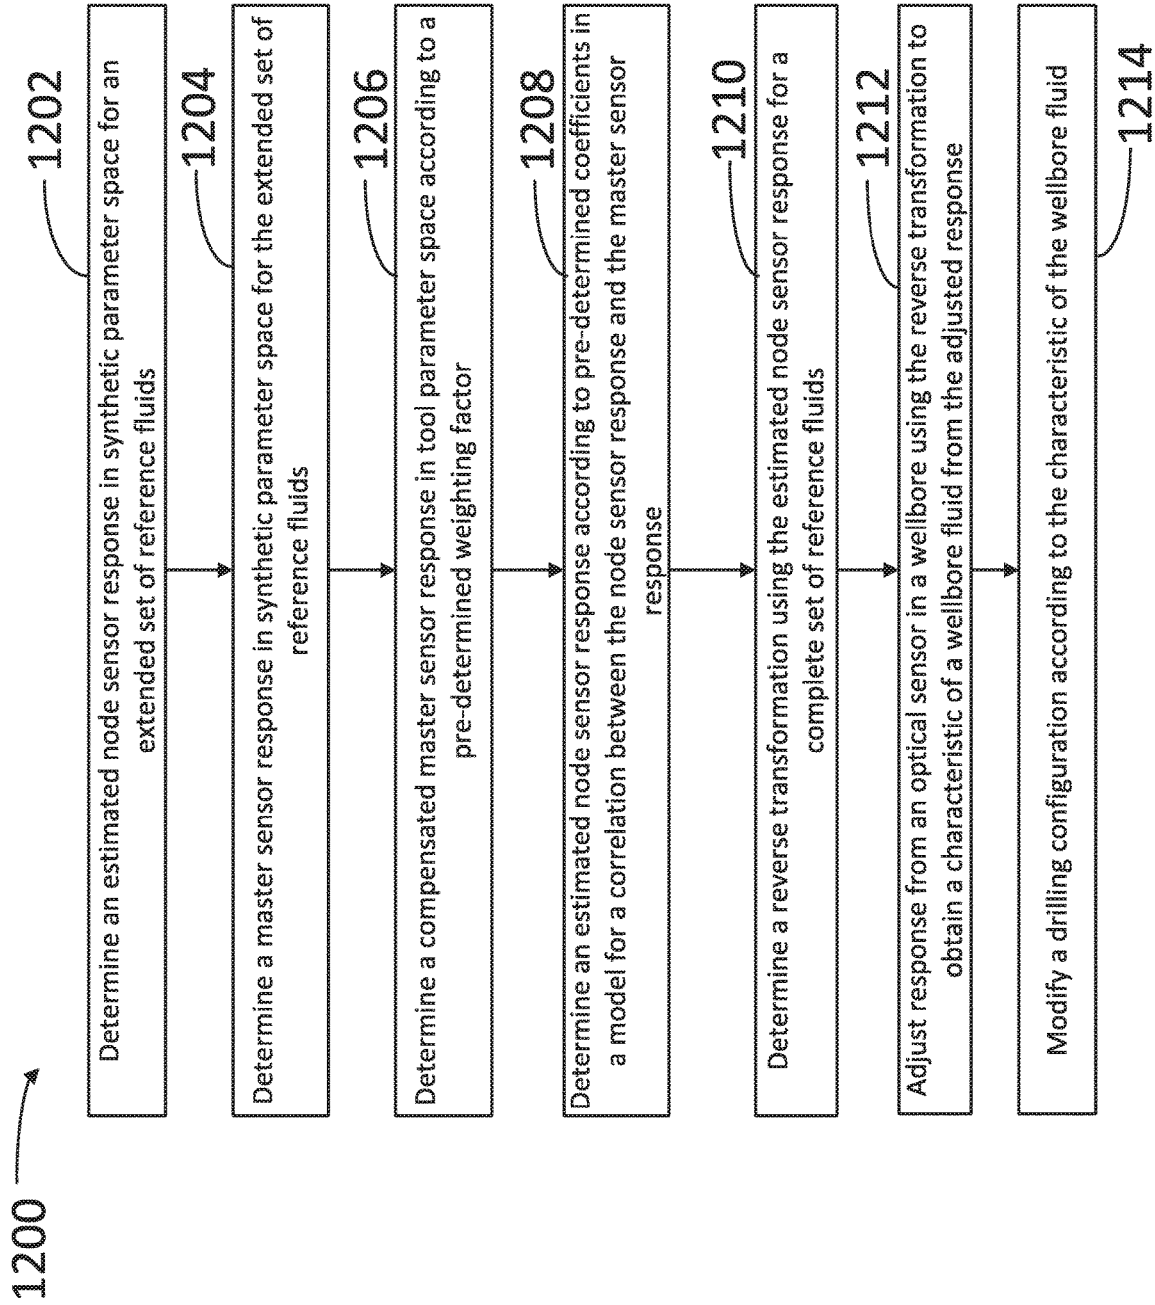 1200
1202
Determine an estimated node sensor response in synthetic parameter space for an
extended set of reference fluids
1204
Determine a master sensor response in synthetic parameter space for the extended set of
reference fluids
1206
Determine a compensated master sensor response in tool parameter space according to a
pre-determined weighting factor
1208
Determine an estimated node sensor response according to pre-determined coefficients in
a model for a correlation between the node sensor response and the master sensor
response
1210
Determine a reverse transformation using the estimated node sensor response for a
complete set of reference fluids
1212
Adjust response from an optical sensor in a wellbore using the reverse transformation to
obtain a characteristic of a wellbore fluid from the adjusted response
Modify a drilling configuration according to the characteristic of the wellbore fluid
1214